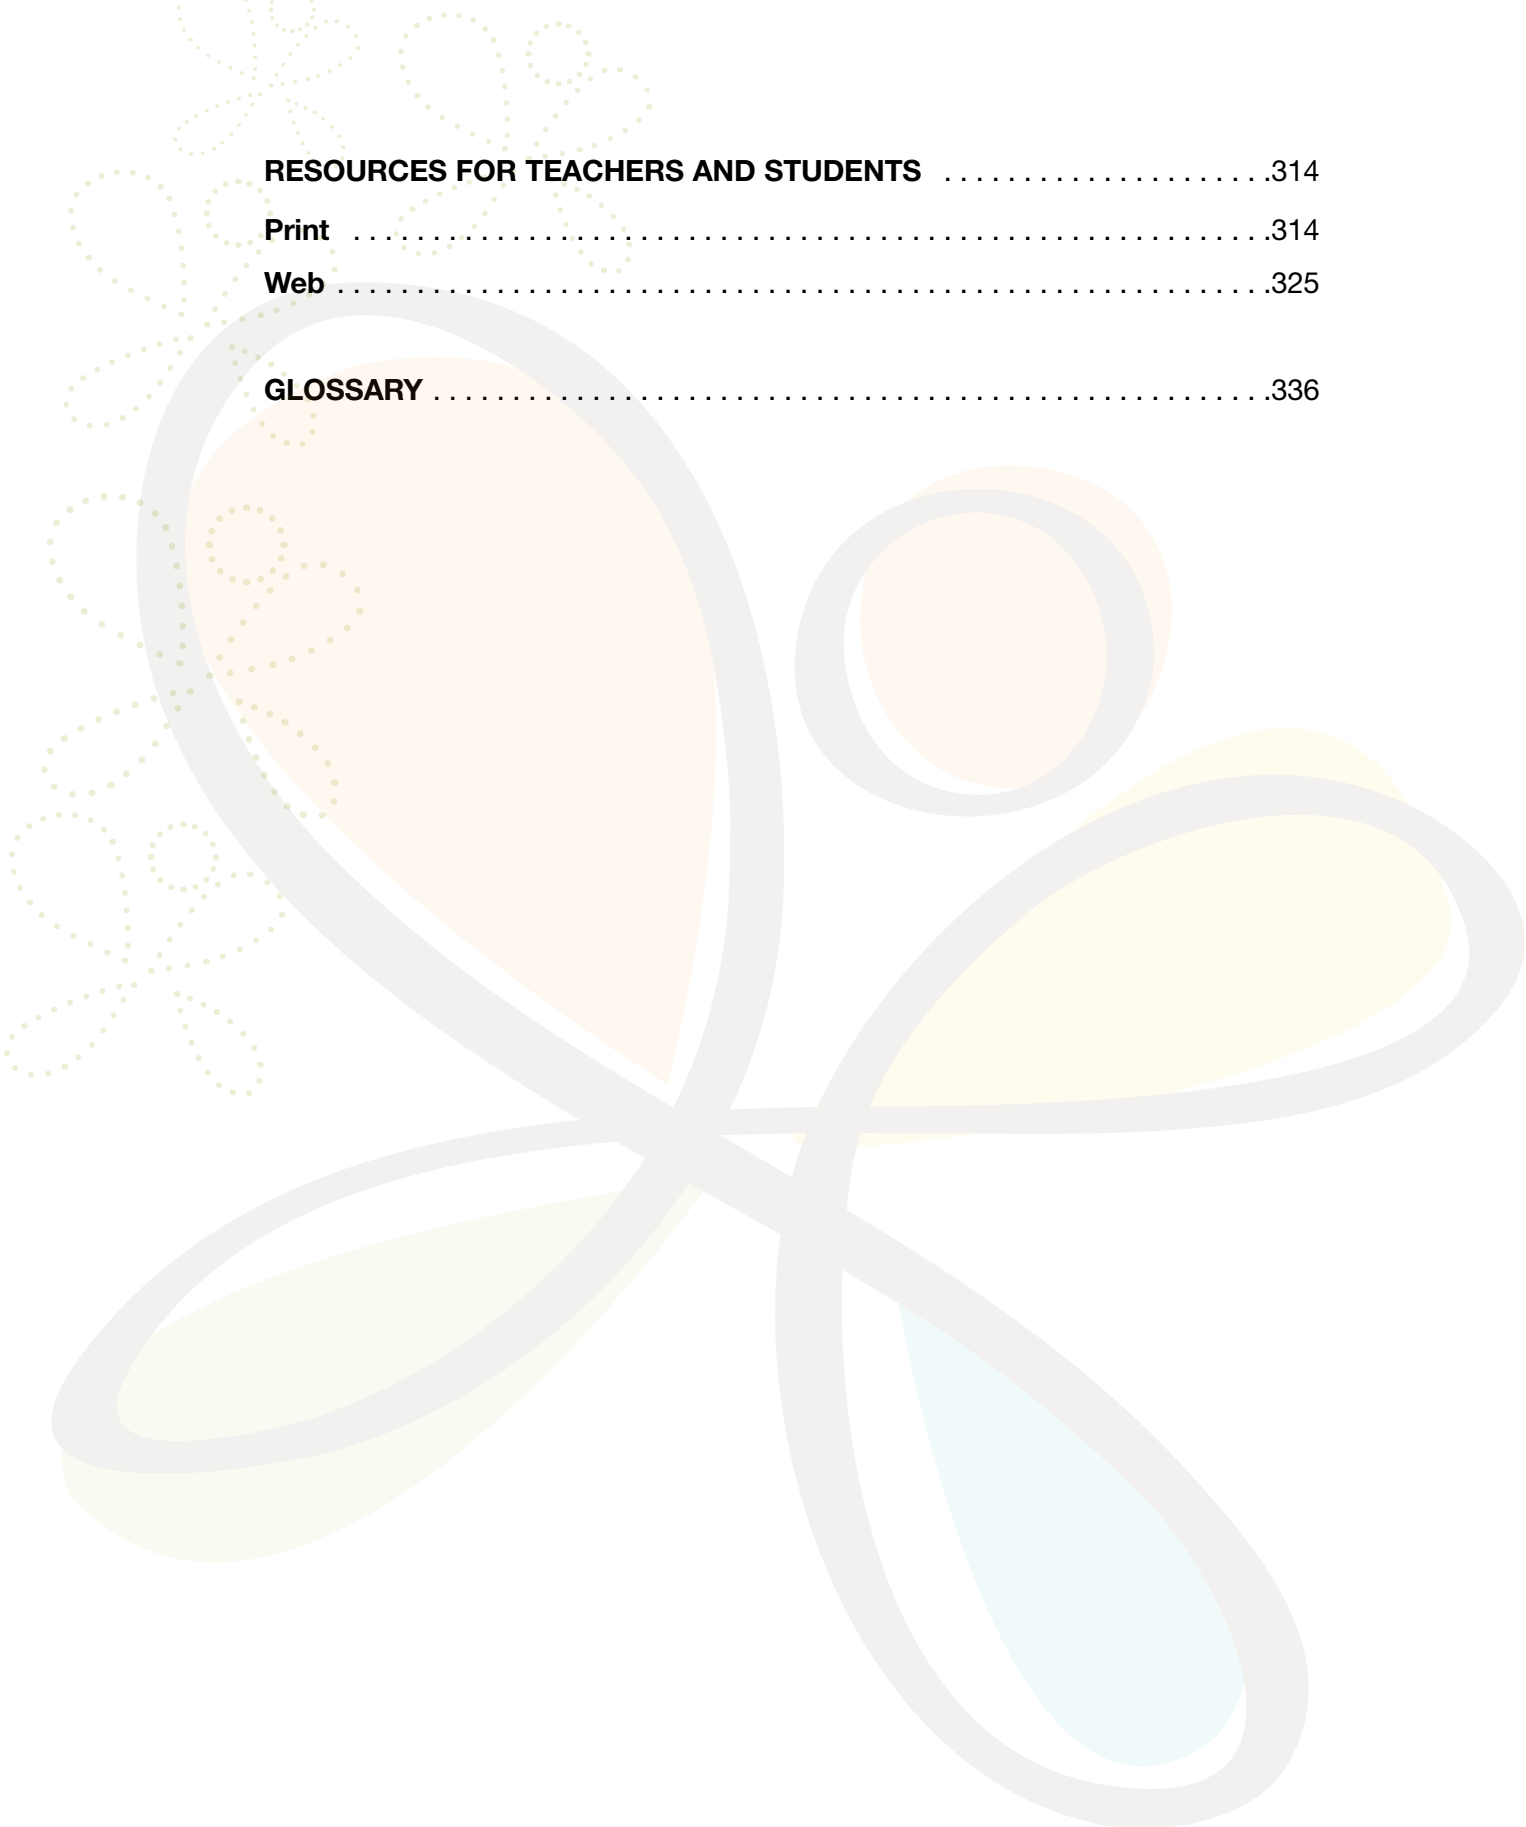 RESOURCES FOR TEACHERS AND STUDENTS . . . . . . . . . . . . . . . . . . . . .314
Print . . . . . . . . . . . . . . . . . . . . . . . . . . . . . . . . . . . . . . . . . . . . . . . . . . . . . . . . . .314
Web . . . . . . . . . . . . . . . . . . . . . . . . . . . . . . . . . . . . . . . . . . . . . . . . . . . . . . . . . . .325
GLOSSARY . . . . . . . . . . . . . . . . . . . . . . . . . . . . . . . . . . . . . . . . . . . . . . . . . . . . .336